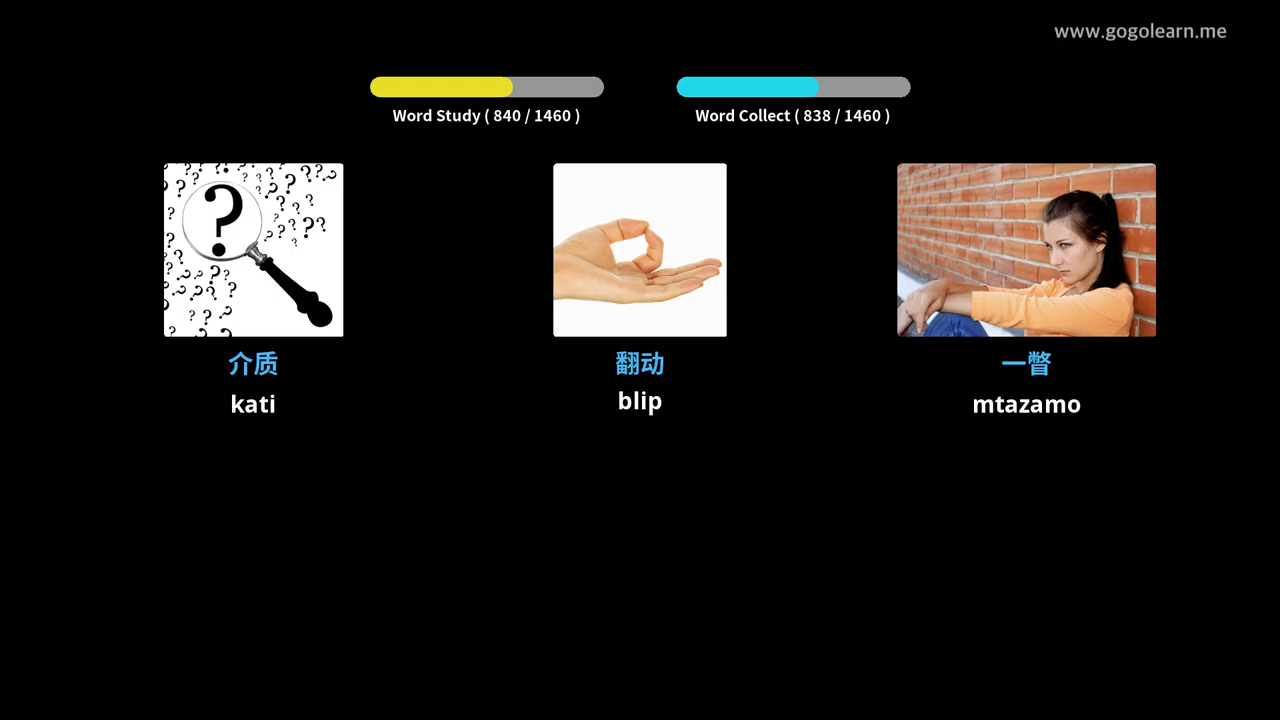 www.gogolearn.me
Word Study ( 840 / 1460 )
Word Collect ( 838 / 1460 )
介质
翻动
一瞥
kati
blip
mtazamo